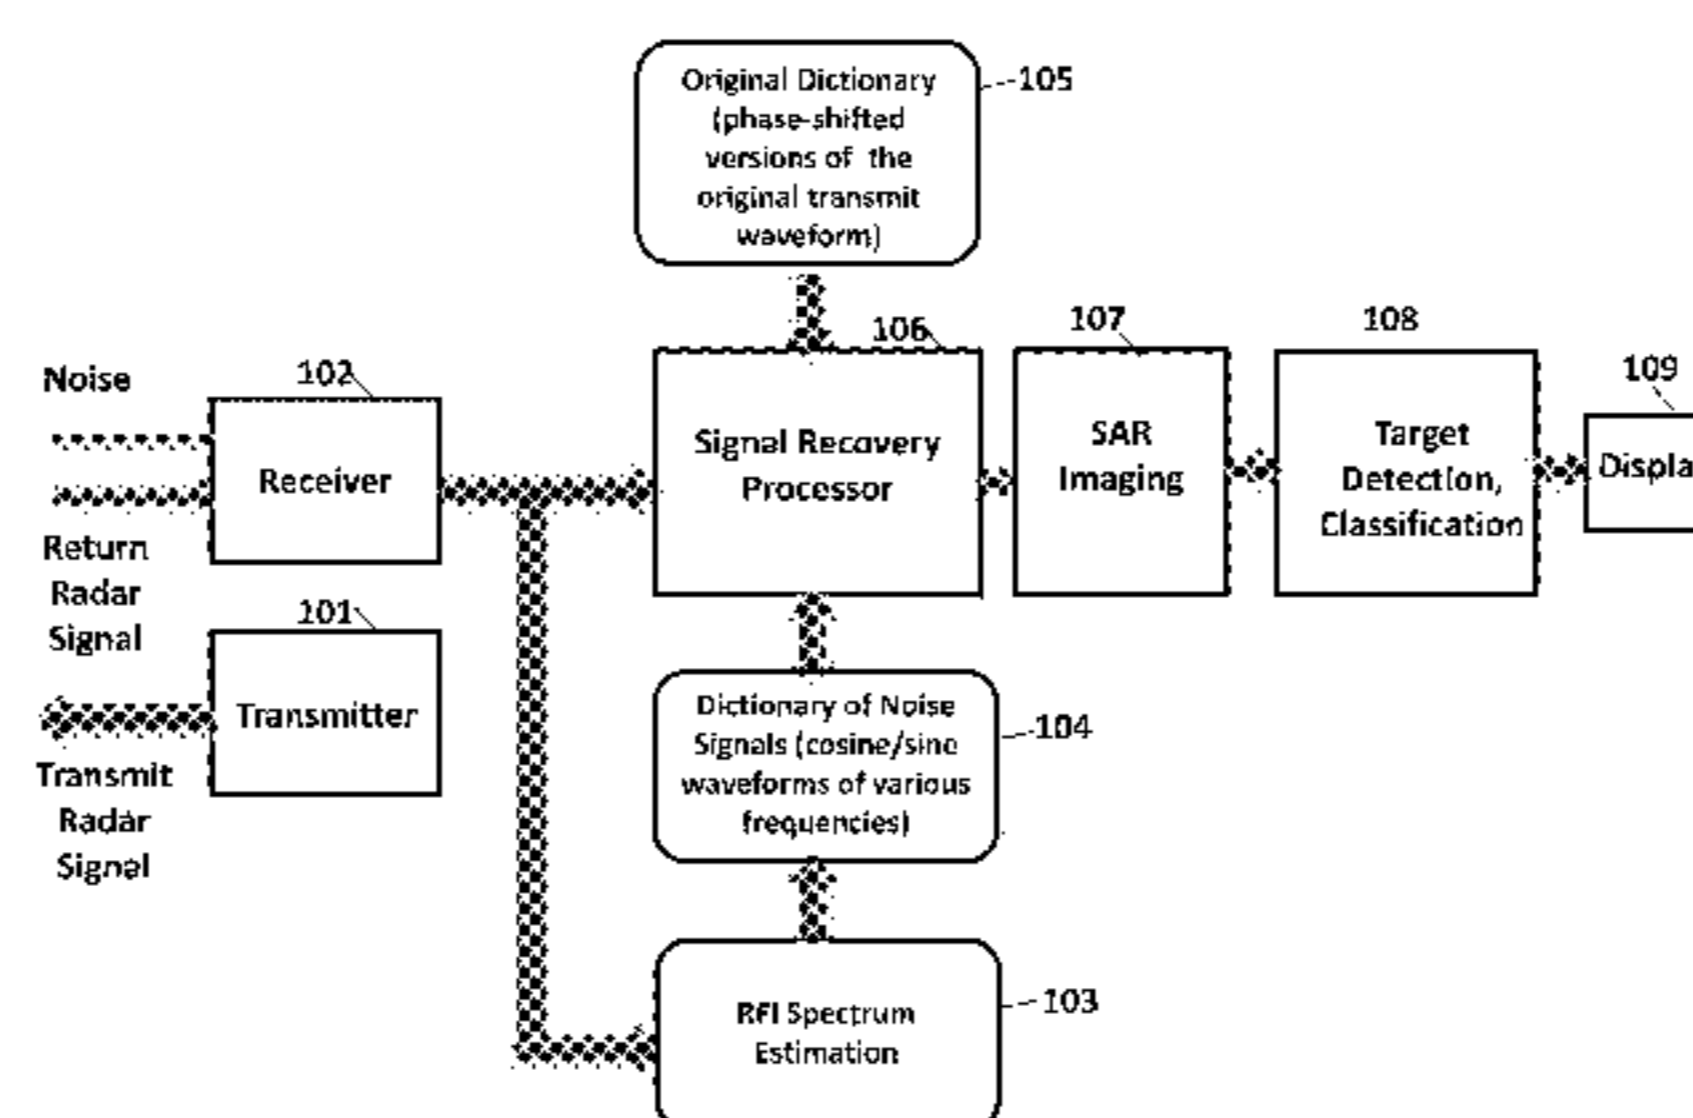 Original Dictionary
(phase-shifted
versions of the
original transmit
waveform)
105
Noise
102
Receiver
Return
Radar
Signal
101
Transmitter
Transmit
Radar
Signal
106
Signal Recovery
Processor
107
SAR
Imaging
108
Target
Detection,
Classification
109
Displa
Dictionary of Noise
Signals (cosine/sine
waveforms of various
frequencies)
104
RFI Spectrum
Estimation
103